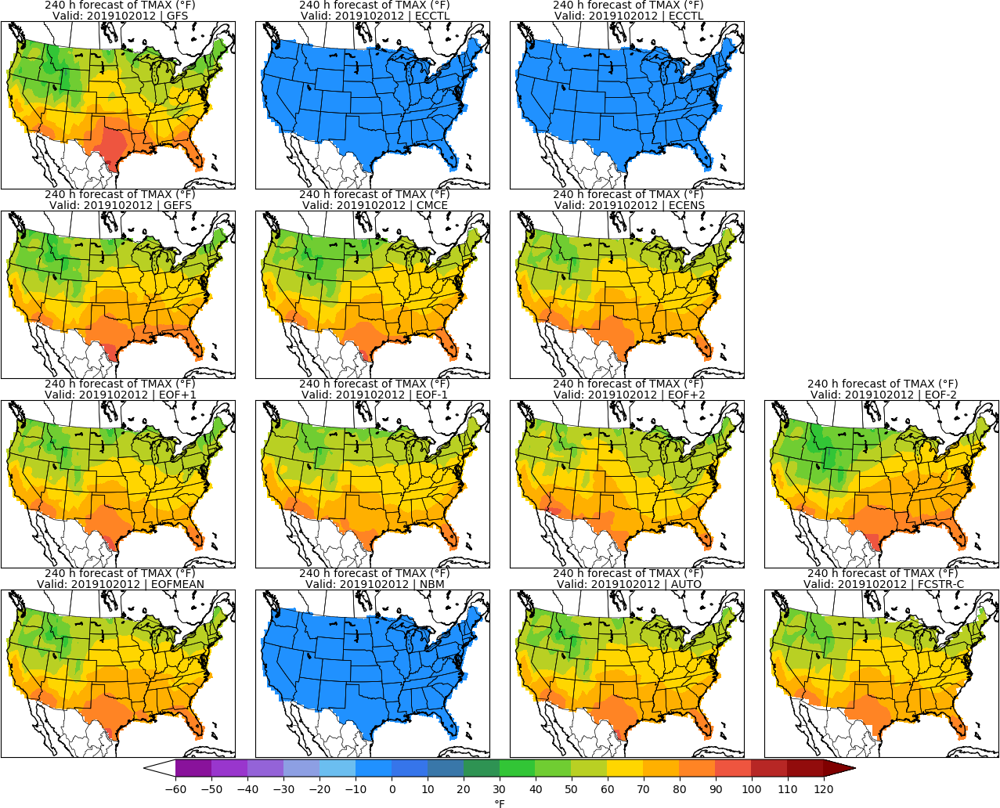 240 h forecast of TMAX (°F)
Valid: 2019102012 | GFS
240 h forecast of TMAX (°F)
Valid: 2019102012 | ECCTL
240 h forecast of TMAX (°F)
Valid: 2019102012 | ECCTL
240 h forecast of TMAX (°F)
Valid: 2019102012 | GEFS
240 h forecast of TMAX (°F)
Valid: 2019102012 | CMCE
240 h forecast of TMAX (°F)
Valid: 2019102012 | ECENS
240 h forecast of TMAX (°F)
Valid: 2019102012 | EOF+1
240 h forecast of TMAX (°F)
Valid: 2019102012 | EOF-1
240 h forecast of TMAX (°F)
Valid: 2019102012 | EOF+2
240 h forecast of TMAX (°F)
Valid: 2019102012 | EOF-2
240 h forecast of TMAX (°F)
Valid: 2019102012 | EOFMEAN
240 h forecast of TMAX (°F)
Valid: 2019102012 | NBM
240 h forecast of TMAX (°F)
Valid: 2019102012 | AUTO
240 h forecast of TMAX (°F)
Valid: 2019102012 | FCSTR-C
−60 −50 −40 −30 −20 −10 0 10 20 30 40 50 60 70 80 90 100 110 120
°F